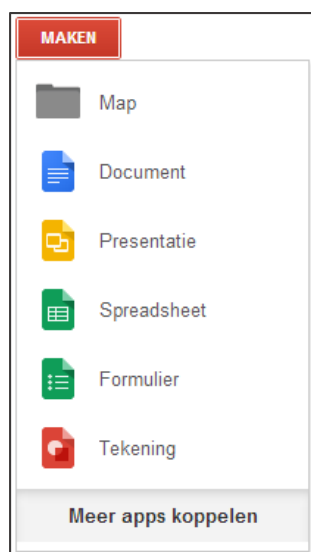 MAKEN
Map
Document
Presentatie
Spreadsheet
Formulier
Tekening
Meer apps koppelen